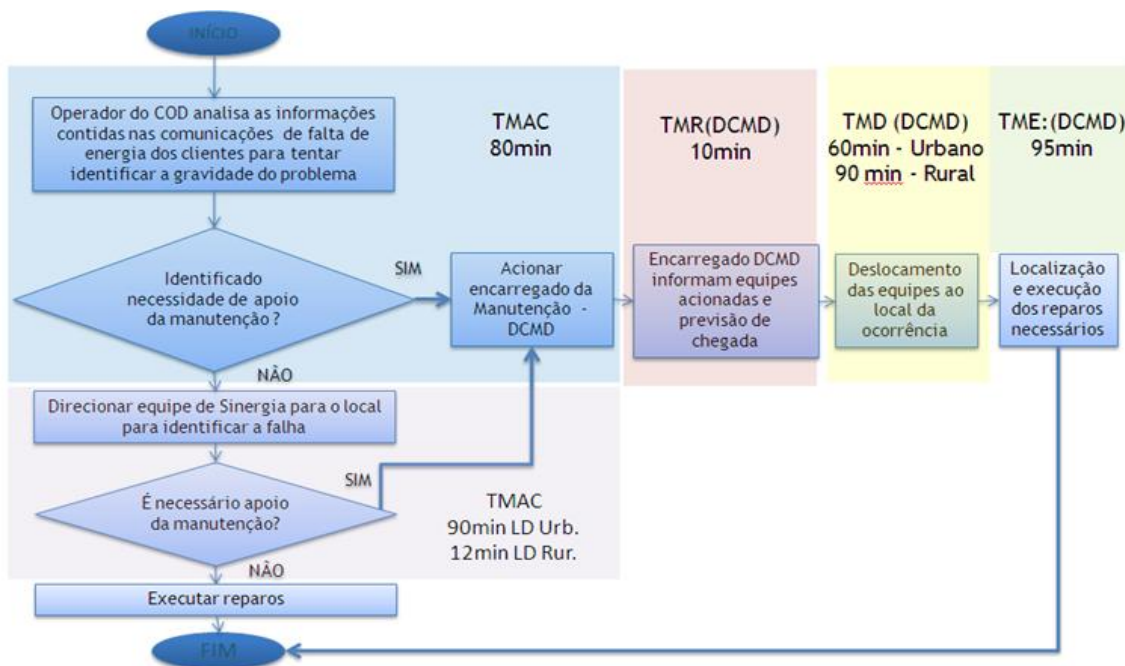 INÍCIO
Operador do COD analisa as informações
contidas nas comunicações de falta de
energia dos clientes para tentar
identificar a gravidade do problema
TMAC
80min
TMR(DCMD)
10min
TMD (DCMD)
60min - Urbano
90 min - Rural
TME:(DCMD)
95min
Identificado
necessidade de apoio
da manutenção ?
SIM
Acionar
encarregado da
Manutenção -
DCMD
Encarregado DCMD
informam equipes
acionadas e
previsão de
chegada
Deslocamento
das equipes ao
local da
ocorrência
Localização
e execução
dos reparos
necessários
NÃO
Direcionar equipe de Sinergia para o local
para identificar a falha
SIM
É necessário apoio
da manutenção?
TMAC
90min LD Urb.
12min LD Rur.
NÃO
Executar reparos
FIM